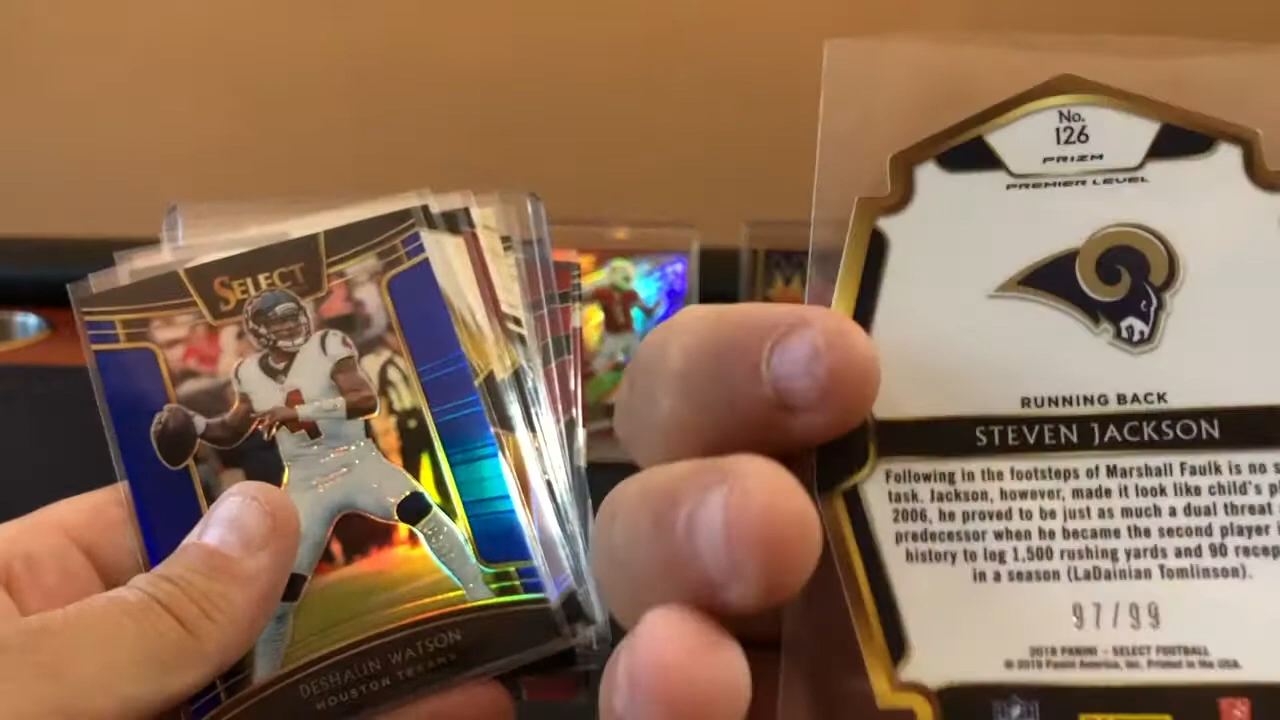 SELECT
DESHAUN WATSON
HOUSTON TEXANS
No.
126
PRIZM
PREMIER LEVEL
RUNNING BACK
STEVEN JACKSON
Following in the footsteps of Marshall Faulk is no
task. Jackson, however, made it look like child's
2006, he proved to be just as much a dual threat
predecessor when he became the second player
history to log 1,500 rushing yards and 90
in a season (LaDainian Tomlinson).
97/99
2018 PANINI - SELECT FOOTBALL
© 2019 Panini America, Inc. Printed in the USA.